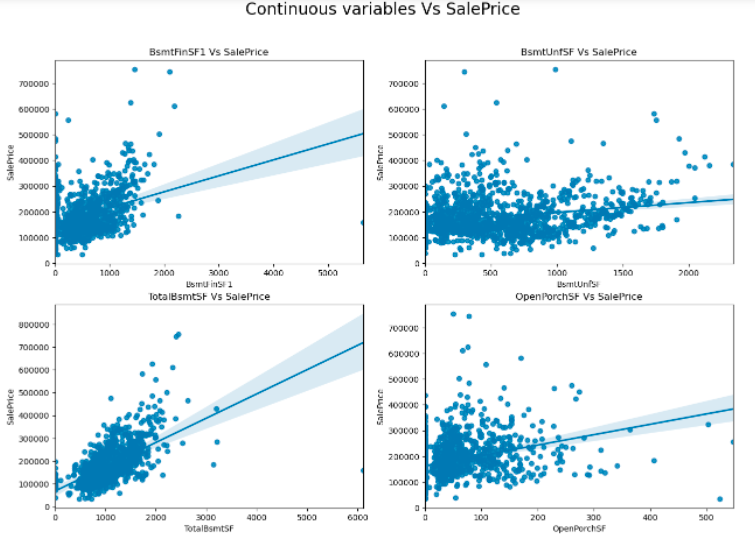 Continuous variables Vs SalePrice
BsmtFinSF1 Vs SalePrice
BsmtUnfSF Vs SalePrice
700000
600000
500000
400000
300000
200000
100000
0
SalePrice
0 1000 2000 3000 4000 5000
BsmtFinSF1
700000
600000
500000
400000
300000
200000
100000
0
SalePrice
0 500 1000 1500 2000
BsmtUnfSF
TotalBsmtSF Vs SalePrice
OpenPorchSF Vs SalePrice
800000
700000
600000
500000
400000
300000
200000
100000
0
SalePrice
0 1000 2000 3000 4000 5000 6000
TotalBsmtSF
700000
600000
500000
400000
300000
200000
100000
0
SalePrice
0 100 200 300 400 500
OpenPorchSF